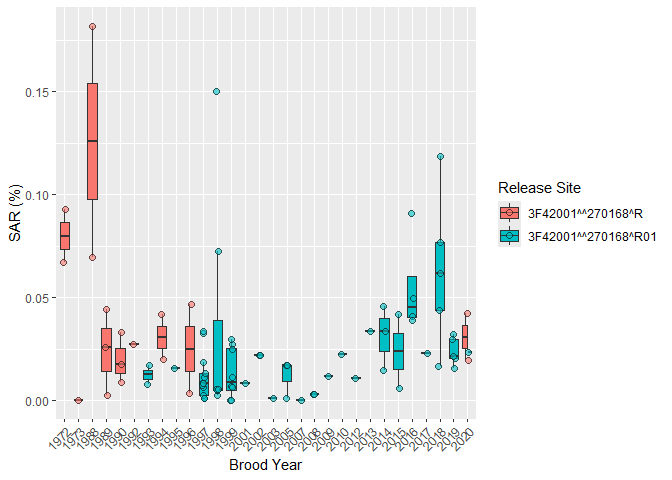 0.15
0.10
0.05
0.00
SAR (%)
1972 1973 1988 1989 1990 1992 1993 1994 1995 1996 1997 1998 1999 2001 2002 2003 2005 2007 2008 2009 2010 2012 2013 2014 2015 2016 2017 2018 2019 2020
Brood Year
Release Site
3F42001^^270168^R
3F42001^^270168^R01